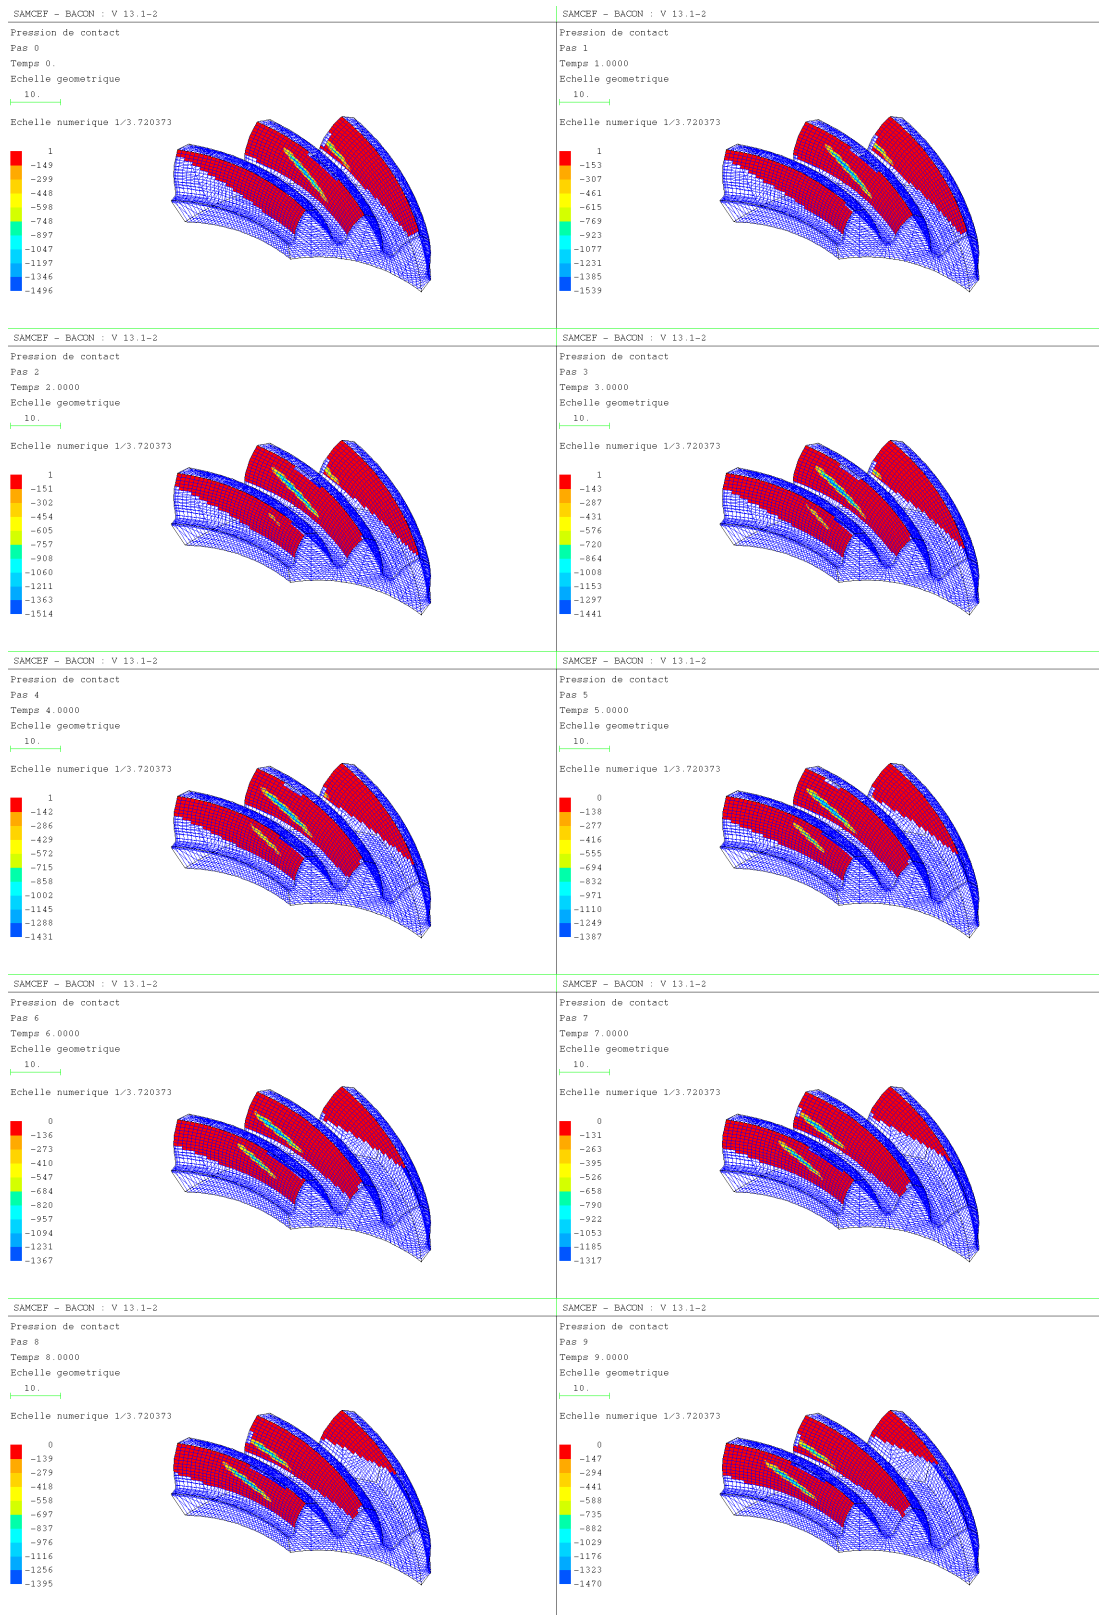 SAMCEF - BACON : V 13.1-2
Pression de contact
Pas 0
Temps 0.
Echelle geometrique
10.
Echelle numerique 1/3.720373
1
-149
-299
-448
-598
-748
-897
-1047
-1197
-1346
-1496
SAMCEF - BACON : V 13.1-2
Pression de contact
Pas 1
Temps 1.0000
Echelle geometrique
10.
Echelle numerique 1/3.720373
1
-153
-307
-461
-615
-769
-923
-1077
-1231
-1385
-1539
SAMCEF - BACON : V 13.1-2
Pression de contact
Pas 2
Temps 2.0000
Echelle geometrique
10.
Echelle numerique 1/3.720373
1
-151
-302
-454
-605
-757
-908
-1060
-1211
-1363
-1514
SAMCEF - BACON : V 13.1-2
Pression de contact
Pas 3
Temps 3.0000
Echelle geometrique
10.
Echelle numerique 1/3.720373
1
-143
-287
-431
-576
-720
-864
-1008
-1153
-1297
-1441
SAMCEF - BACON : V 13.1-2
Pression de contact
Pas 4
Temps 4.0000
Echelle geometrique
10.
Echelle numerique 1/3.720373
1
-142
-286
-429
-572
-715
-858
-1002
-1145
-1288
-1431
SAMCEF - BACON : V 13.1-2
Pression de contact
Pas 5
Temps 5.0000
Echelle geometrique
10.
Echelle numerique 1/3.720373
0
-138
-277
-416
-555
-694
-832
-971
-1110
-1249
-1387
SAMCEF - BACON : V 13.1-2
Pression de contact
Pas 6
Temps 6.0000
Echelle geometrique
10.
Echelle numerique 1/3.720373
0
-136
-273
-410
-547
-684
-820
-957
-1094
-1231
-1367
SAMCEF - BACON : V 13.1-2
Pression de contact
Pas 7
Temps 7.0000
Echelle geometrique
10.
Echelle numerique 1/3.720373
0
-131
-263
-395
-526
-658
-790
-922
-1053
-1185
-1317
SAMCEF - BACON : V 13.1-2
Pression de contact
Pas 8
Temps 8.0000
Echelle geometrique
10.
Echelle numerique 1/3.720373
0
-139
-279
-418
-558
-697
-837
-976
-1116
-1256
-1395
SAMCEF - BACON : V 13.1-2
Pression de contact
Pas 9
Temps 9.0000
Echelle geometrique
10.
Echelle numerique 1/3.720373
0
-147
-294
-441
-588
-735
-882
-1029
-1176
-1323
-1470